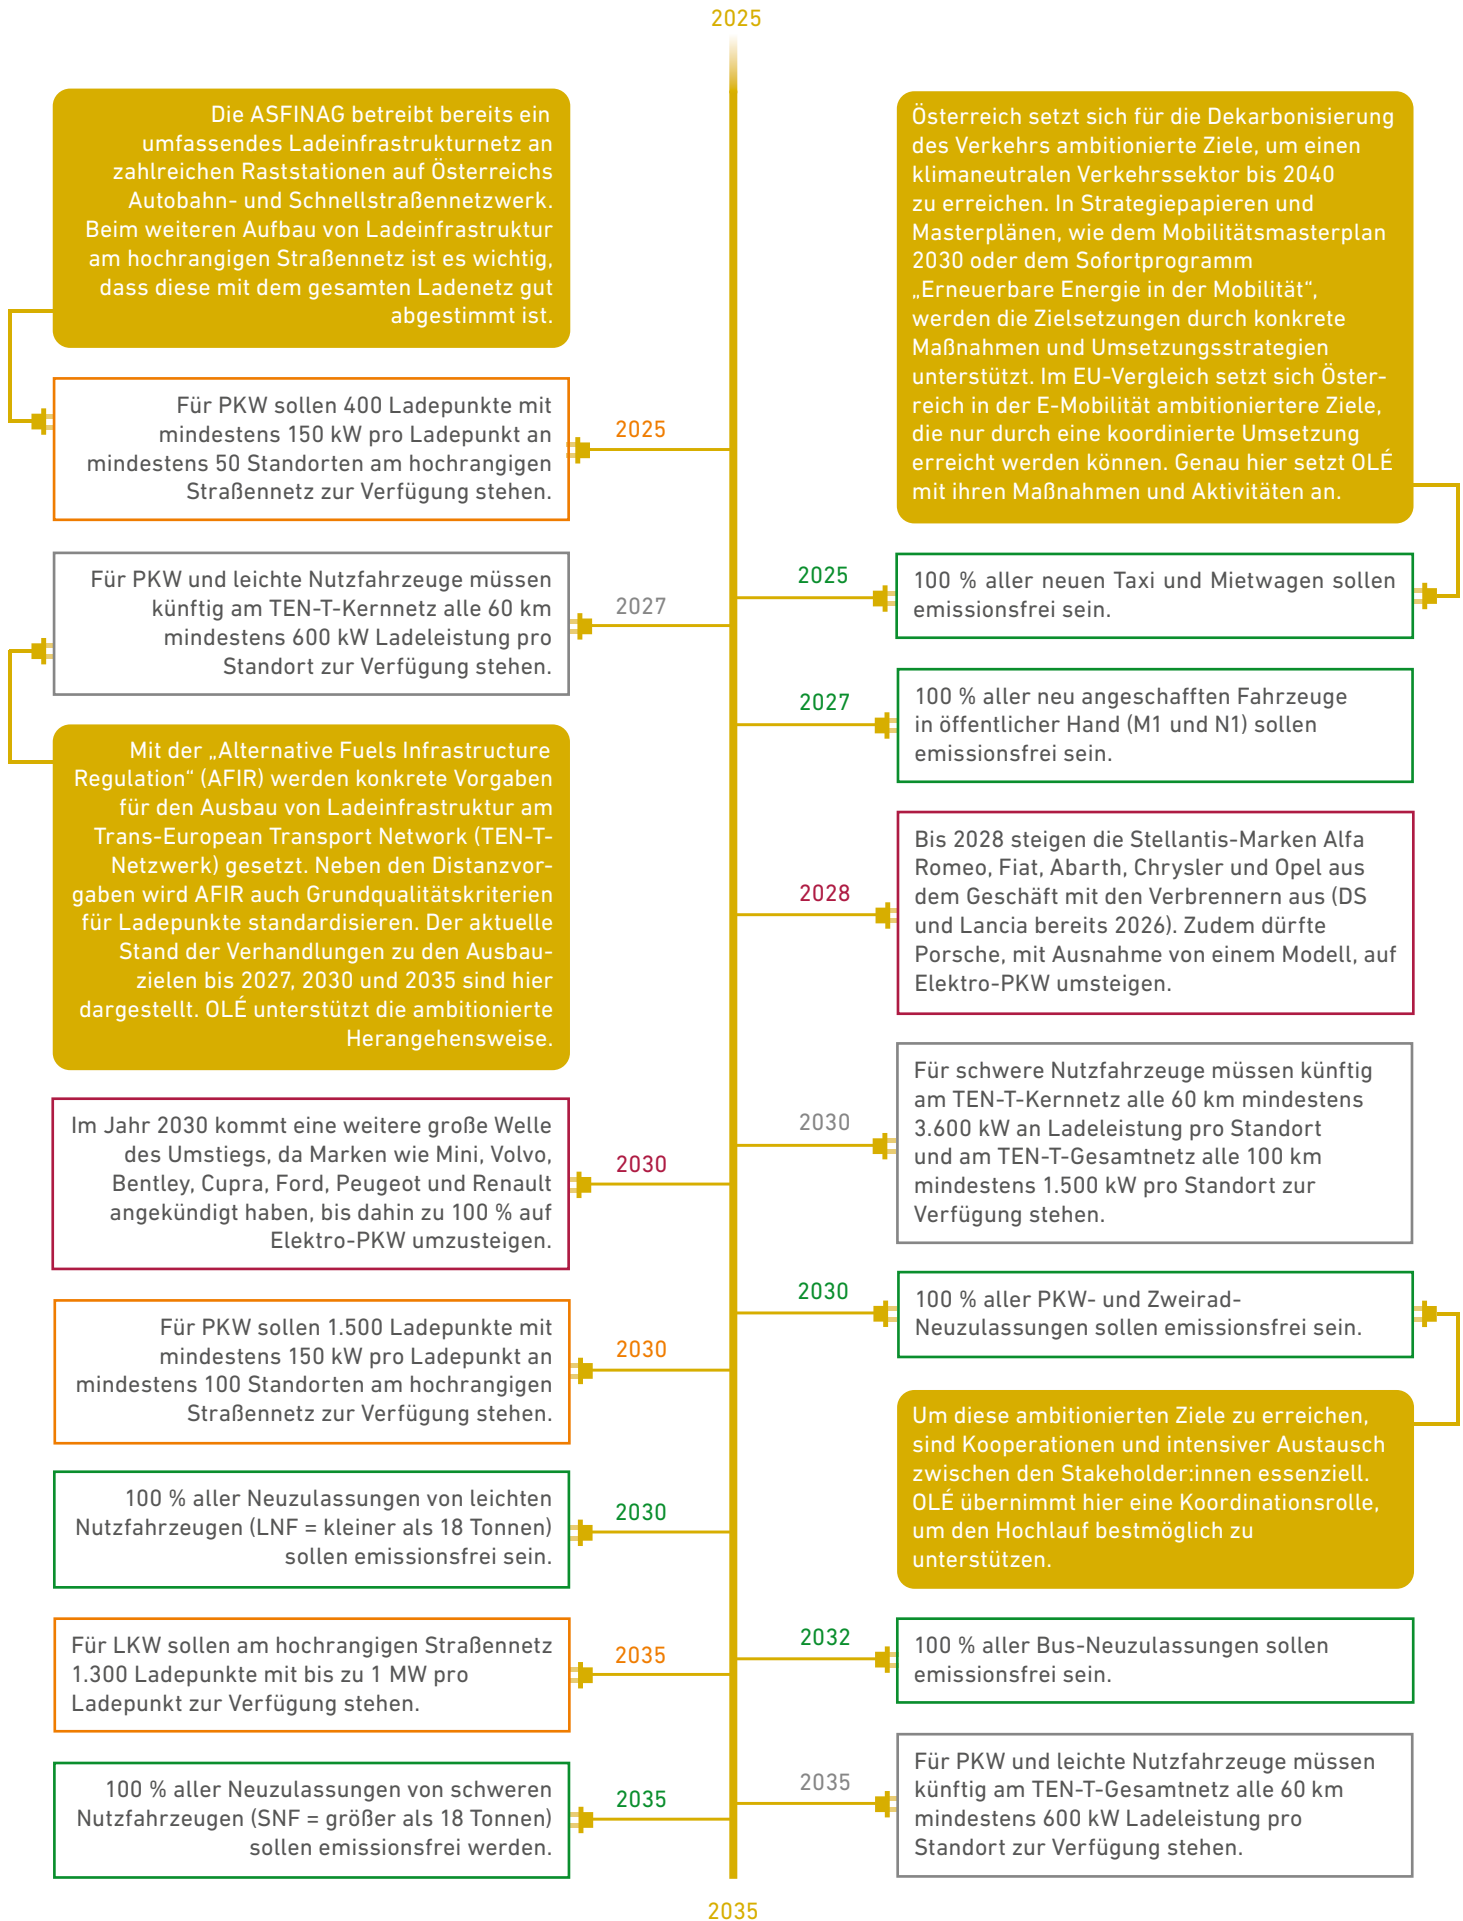 2025
Die ASFINAG betreibt bereits ein
umfassendes Ladeinfrastrukturnetz an
zahlreichen Raststationen auf Österreichs
Autobahn- und Schnellstraßennetzwerk.
Beim weiteren Aufbau von Ladeinfrastruktur
am hochrangigen Straßennetz ist es wichtig,
dass diese mit dem gesamten Ladenetz gut
abgestimmt ist.
Österreich setzt sich für die Dekarbonisierung
des Verkehrs ambitionierte Ziele, um einen
klimaneutralen Verkehrssektor bis 2040
zu erreichen. In Strategiepapieren und
Masterplänen, wie dem Mobilitätsmasterplan
2030 oder dem Sofortprogramm
„Erneuerbare Energie in der Mobilität“,
werden die Zielsetzungen durch konkrete
Maßnahmen und Umsetzungsstrategien
unterstützt. Im EU-Vergleich setzt sich Öster-
reich in der E-Mobilität ambitioniertere Ziele,
die nur durch eine koordinierte Umsetzung
erreicht werden können. Genau hier setzt OLÉ
mit ihren Maßnahmen und Aktivitäten an.
Für PKW sollen 400 Ladepunkte mit
mindestens 150 kW pro Ladepunkt an
mindestens 50 Standorten am hochrangigen
Straßennetz zur Verfügung stehen.
2025
2025
100 % aller neuen Taxi und Mietwagen sollen
emissionsfrei sein.
Für PKW und leichte Nutzfahrzeuge müssen
künftig am TEN-T-Kernnetz alle 60 km
mindestens 600 kW Ladeleistung pro
Standort zur Verfügung stehen.
2027
2027
100 % aller neu angeschafften Fahrzeuge
in öffentlicher Hand (M1 und N1) sollen
emissionsfrei sein.
Mit der „Alternative Fuels Infrastructure
Regulation“ (AFIR) werden konkrete Vorgaben
für den Ausbau von Ladeinfrastruktur am
Trans-European Transport Network (TEN-T-
Netzwerk) gesetzt. Neben den Distanzvor-
gaben wird AFIR auch Grundqualitätskriterien
für Ladepunkte standardisieren. Der aktuelle
Stand der Verhandlungen zu den Ausbau-
zielen bis 2027, 2030 und 2035 sind hier
dargestellt. OLÉ unterstützt die ambitionierte
Herangehensweise.
2028
Bis 2028 steigen die Stellantis-Marken Alfa
Romeo, Fiat, Abarth, Chrysler und Opel aus
dem Geschäft mit den Verbrennern aus (DS
und Lancia bereits 2026). Zudem dürfte
Porsche, mit Ausnahme von einem Modell, auf
Elektro-PKW umsteigen.
2030
Für schwere Nutzfahrzeuge müssen künftig
am TEN-T-Kernnetz alle 60 km mindestens
3.600 kW an Ladeleistung pro Standort
und am TEN-T-Gesamtnetz alle 100 km
mindestens 1.500 kW pro Standort zur
Verfügung stehen.
Im Jahr 2030 kommt eine weitere große Welle
des Umstiegs, da Marken wie Mini, Volvo,
Bentley, Cupra, Ford, Peugeot und Renault
angekündigt haben, bis dahin zu 100 % auf
Elektro-PKW umzusteigen.
2030
2030
100 % aller PKW- und Zweirad-
Neuzulassungen sollen emissionsfrei sein.
Für PKW sollen 1.500 Ladepunkte mit
mindestens 150 kW pro Ladepunkt an
mindestens 100 Standorten am hochrangigen
Straßennetz zur Verfügung stehen.
2030
Um diese ambitionierten Ziele zu erreichen,
sind Kooperationen und intensiver Austausch
zwischen den Stakeholder:innen essenziell.
OLÉ übernimmt hier eine Koordinationsrolle,
um den Hochlauf bestmöglich zu
unterstützen.
100 % aller Neuzulassungen von leichten
Nutzfahrzeugen (LNF = kleiner als 18 Tonnen)
sollen emissionsfrei sein.
2030
2032
100 % aller Bus-Neuzulassungen sollen
emissionsfrei sein.
Für LKW sollen am hochrangigen Straßennetz
1.300 Ladepunkte mit bis zu 1 MW pro
Ladepunkt zur Verfügung stehen.
2035
2035
Für PKW und leichte Nutzfahrzeuge müssen
künftig am TEN-T-Gesamtnetz alle 60 km
mindestens 600 kW Ladeleistung pro
Standort zur Verfügung stehen.
100 % aller Neuzulassungen von schweren
Nutzfahrzeugen (SNF = größer als 18 Tonnen)
sollen emissionsfrei werden.
2035
2035